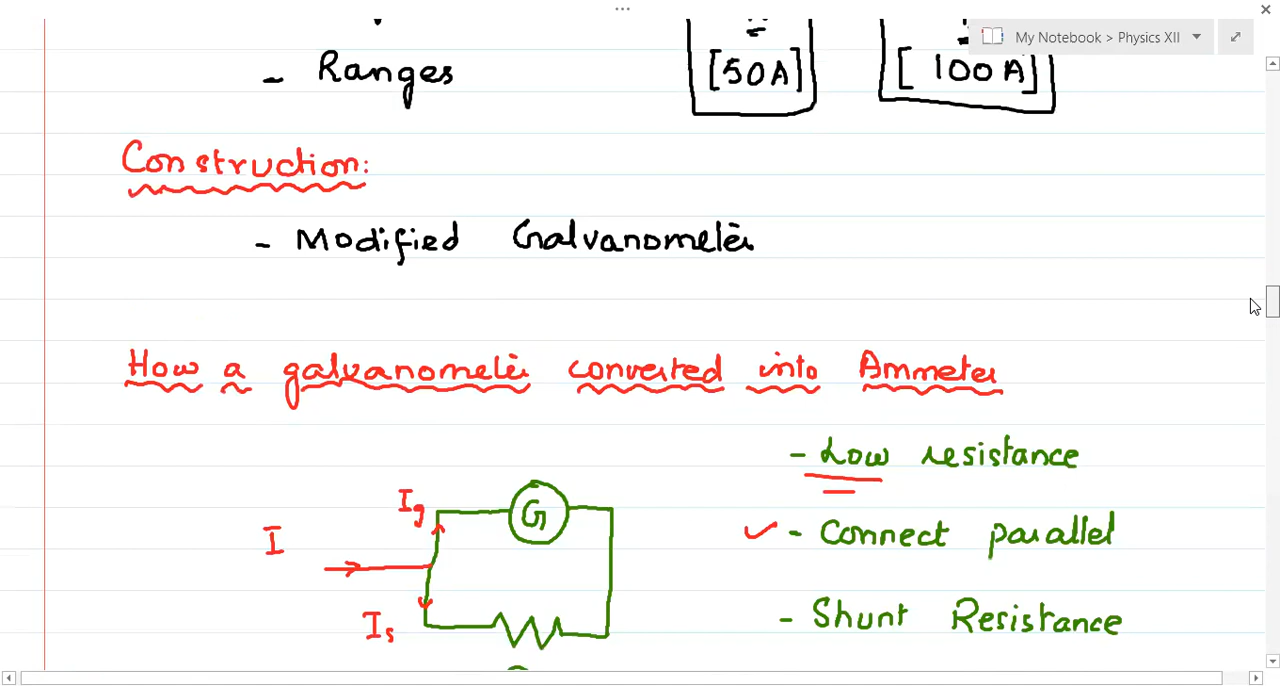 My Notebook > Physics XII
- Ranges
[50A]
[100A]
Construction:
- Modified Galvanometer
How a galvanometer converted into Ammeter
- Low resistance
Ig
G
I
- Connect parallel
Is
- Shunt Resistance